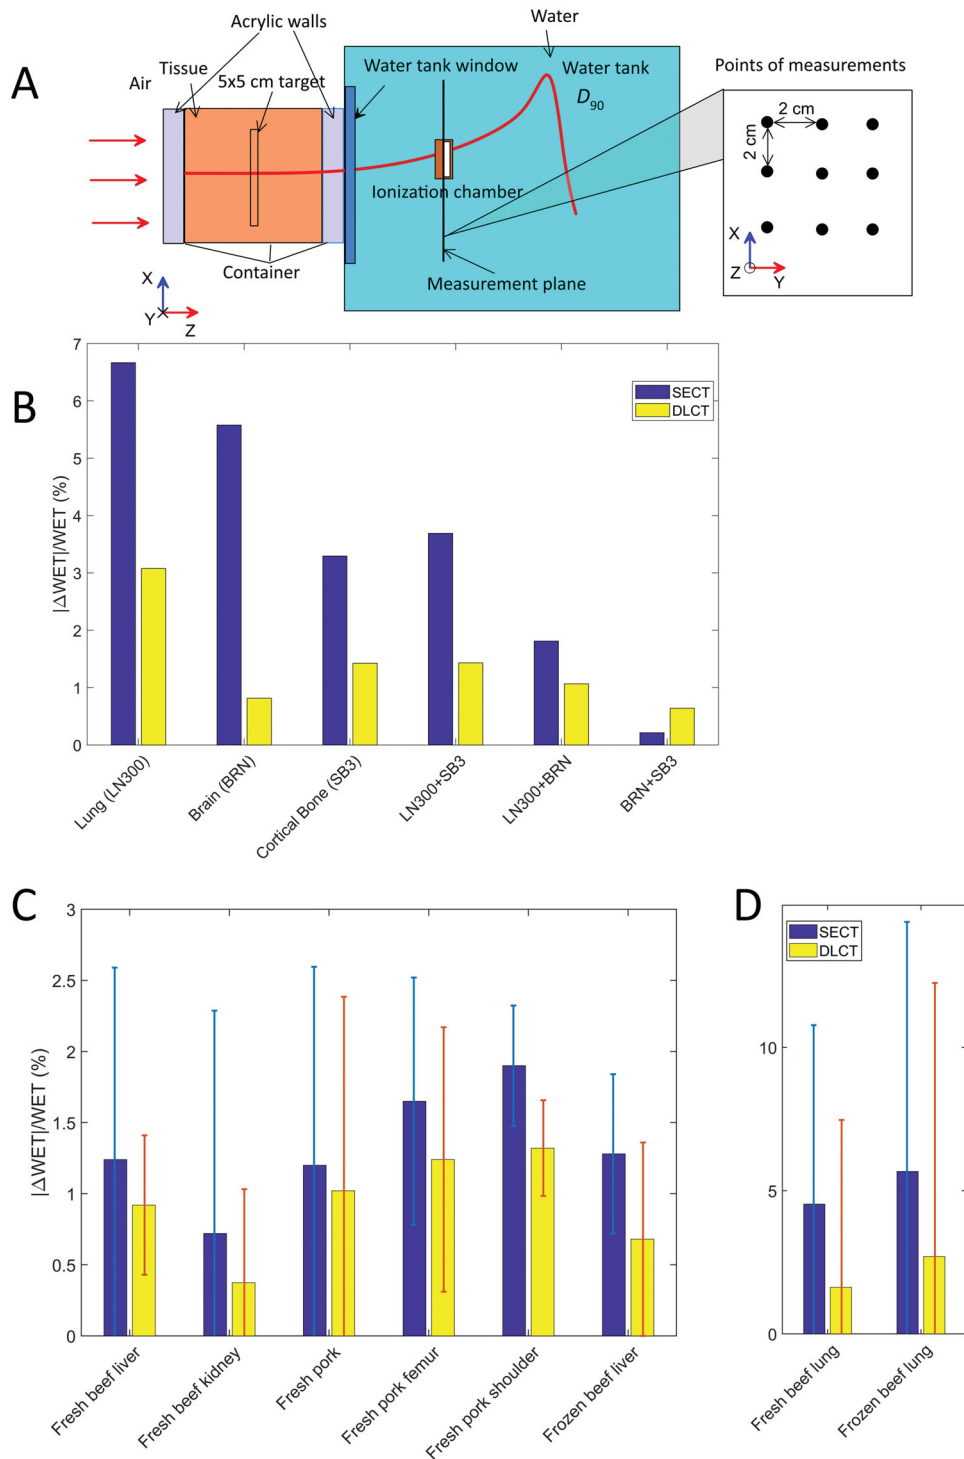 A
Acrylic walls
Water
Air
Tissue
5x5 cm target
Water tank window
Water tank
D90
Points of measurements
2 cm
2 cm
Ionization chamber
Container
Measurement plane
X
Y
Z
X
Z
Y
B
|ΔWET|/WET (%)
7
6
5
4
3
2
1
0
SECT
DLCT
Lung (LN300)
Brain (BRN)
Cortical Bone (SB3)
LN300+SB3
LN300+BRN
BRN+SB3
C
|ΔWET|/WET (%)
3
2.5
2
1.5
1
0.5
0
Fresh beef liver
Fresh beef kidney
Fresh pork
Fresh pork femur
Fresh pork shoulder
Frozen beef liver
D
SECT
DLCT
10
5
0
Fresh beef lung
Frozen beef lung